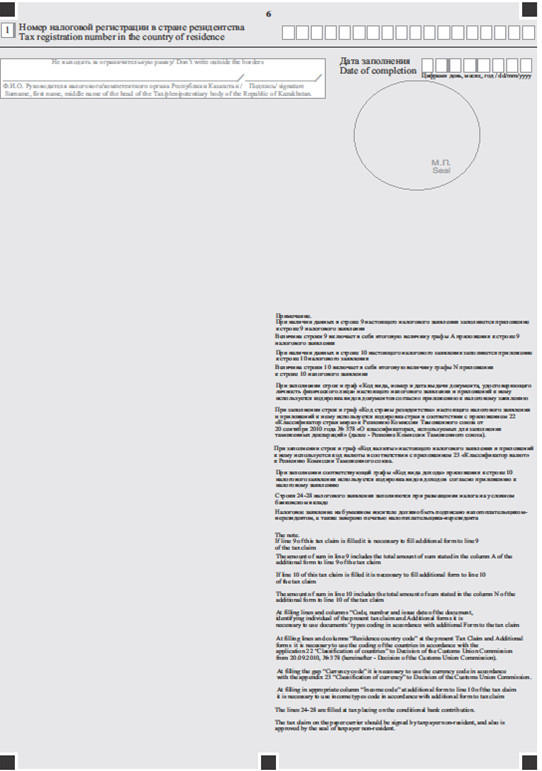 6
1 Номер налоговой регистрации в стране резидентства
Tax registration number in the country of residence
Не выходить за ограничительную рамку/ Don't write outside the borders
Ф.И.О. Руководителя налогового/компетентного органа Республики Казахстан / Подпись/ signature
Surname, first name, middle name of the head of the Tax/plenipotentiary body of the Republic of Kazakhstan.
Дата заполнения
Date of completion
Цифрами день, месяц, год / dd/mm/yyyy
М.П.
Seal
Примечание.
При наличии данных в строке 9 настоящего налогового заявления заполняется приложение
к строке 9 налогового заявления
Величина строки 9 включает в себя итоговую величину графы А приложения к строке 9
налогового заявления
При наличии данных в строке 10 настоящего налогового заявления заполняется приложение
к строке 10 налогового заявления
Величина строки 10 включает в себя итоговую величину графы N приложения
к строке 10 налогового заявления
При заполнении строк и граф «Код вида, номер и дата выдачи документа, удостоверяющего
личность физического лица» настоящего налогового заявления и приложений к нему
используется кодировка видов документов согласно приложению к налоговому заявлению
При заполнении строк и граф «Код страны резидентства» настоящего налогового заявления
и приложений к нему используется кодировка стран в соответствии с приложением 22
«Классификатор стран мира» к Решению Комиссии Таможенного союза от
20 сентября 2010 года № 378 «О классификаторах, используемых для заполнения
таможенных деклараций» (далее - Решению Комиссии Таможенного союза).
При заполнении строк и граф «Код валюты» настоящего налогового заявления и приложений
к нему используется код валюты в соответствии с приложением 23 «Классификатор валют»
к Решению Комиссии Таможенного союза.
При заполнении соответствующей графы «Код вида дохода» приложения к строке 10
налогового заявления используется кодировка видов доходов согласно приложению к
налоговому заявлению
Строки 24-28 налогового заявления заполняются при размещении налога на условном
банковском вкладе
Налоговое заявление на бумажном носителе должно быть подписано налогоплательщиком-
нерезидентом, а также заверено печатью налогоплательщика-нерезидента
The note.
If line 9 of this tax claim is filled it is necessary to fill additional form to line 9
of the tax claim
The amount of sum in line 9 includes the total amount of sum stated in the column A of the
additional form to line 9 of the tax claim
If line 10 of this tax claim is filled it is necessary to fill additional form to line 10
of the tax claim
The amount of sum in line 10 includes the total amount of sum stated in the column N of the
additional form to line 10 of the tax claim
At filling lines and columns "Code, number and issue date of the document,
identifying individual of the present tax claim and Additional forms it is
necessary to use documents' types coding in accordance with additional Form to the tax claim
At filling lines and columns "Residence country code" at the present Tax Claim and Additional
forms it is necessary to use the coding of the countries in accordance with the
application 22 "Classification of countries" to Decision of the Customs Union Commission
from 20.09.2010, № 378 (hereinafter - Decision of the Customs Union Commission).
At filling the gap "Currency code" it is necessary to use the currency code in accordance
with the appendix 23 "Classification of currency" to Decision of the Customs Union Commission.
At filling in appropriate column "Income code" at additional form to line 10 of the tax claim
it is necessary to use income types code in accordance with additional form to tax claim
The lines 24-28 are filled at tax placing on the conditional bank contribution.
The tax claim on the paper carrier should be signed by taxpayer non-resident, and also is
approved by the seal of taxpayer non-resident.